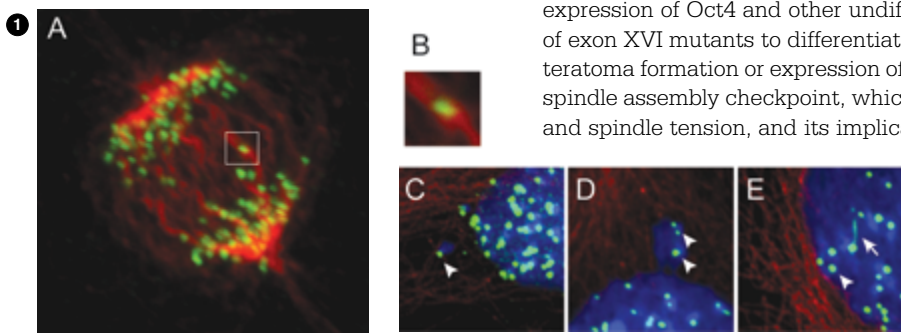 1
A
B
expression of Oct4 and other undif
of exon XVI mutants to differentiat
teratoma formation or expression of
spindle assembly checkpoint, whic
and spindle tension, and its implica
C
D
E